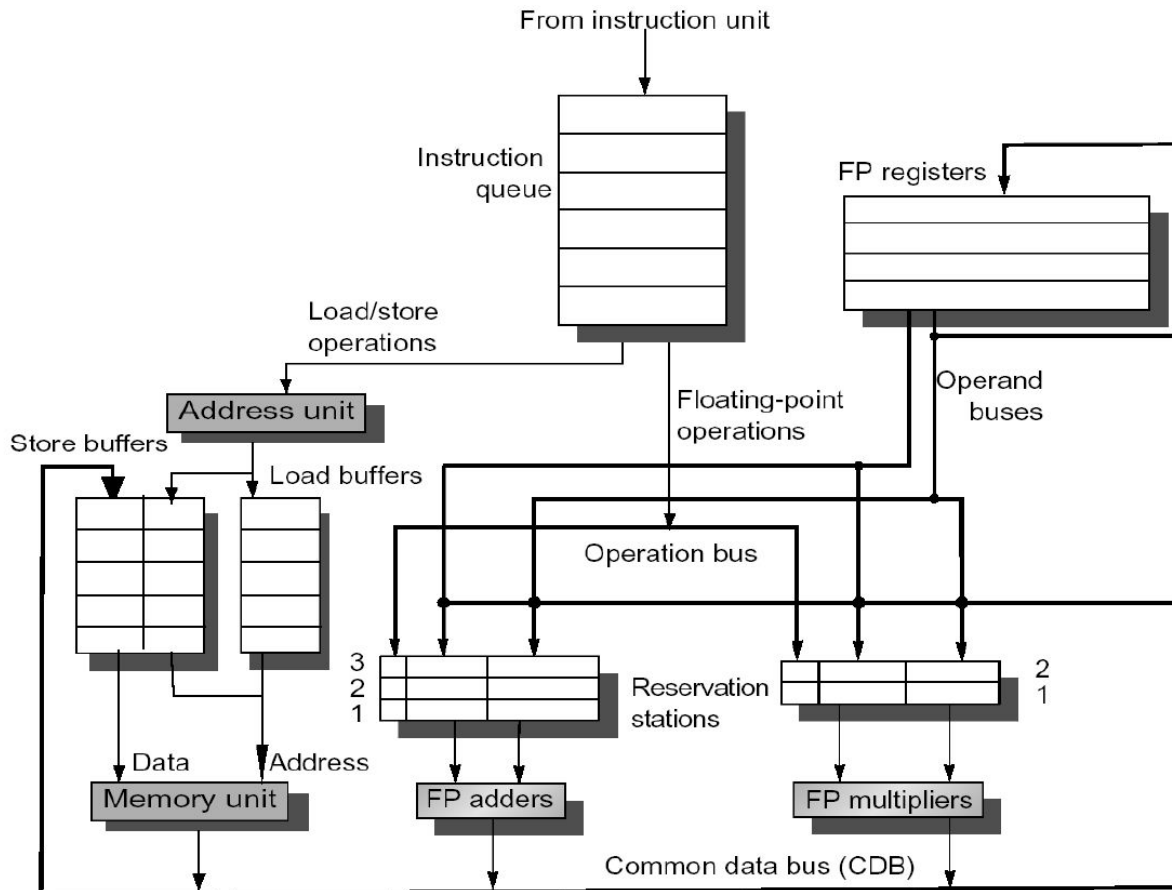 From instruction unit
Instruction
queue
FP registers
Load/store
operations
Address unit
Floating-point
operations
Operand
buses
Store buffers
Load buffers
Operation bus
3
2
1
Reservation
stations
2
1
Data
Address
Memory unit
FP adders
FP multipliers
Common data bus (CDB)